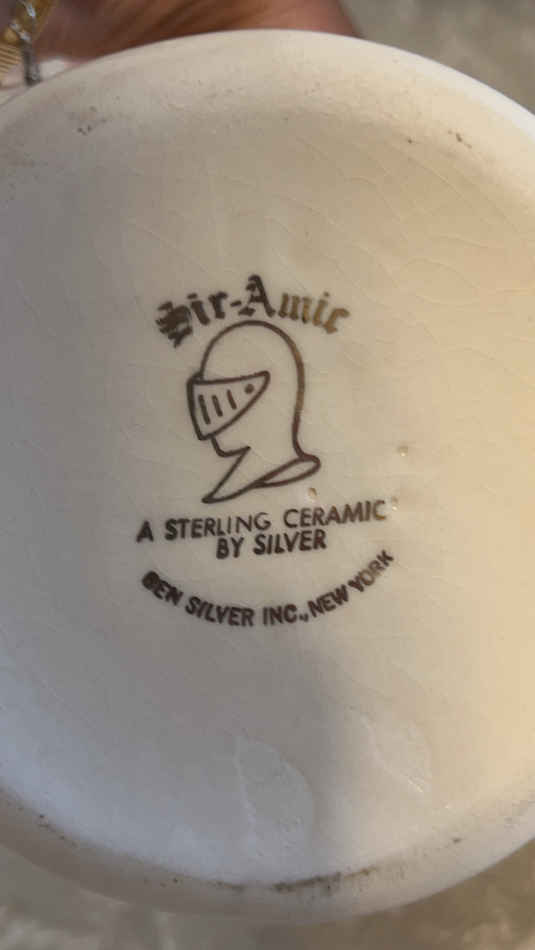 Sir-Amic
A STERLING CERAMIC
BY SILVER
BEN SILVER INC., NEW YORK